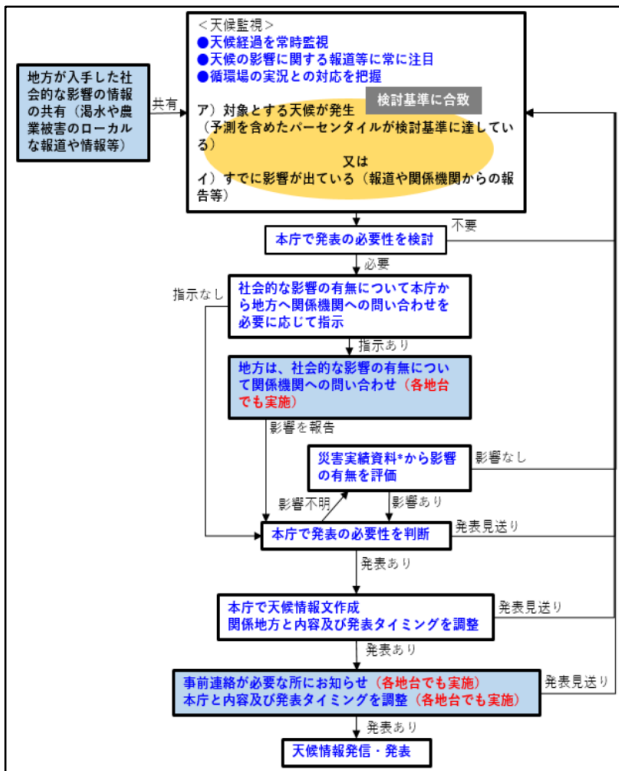 ＜天候監視＞
●天候経過を常時監視
●天候の影響に関する報道等に常に注目
●循環場の実況との対応を把握
地方が入手した社
会的な影響の情報
の共有（渇水や農
業被害のローカル
な報道や情報等）
共有
検討基準に合致
ア）対象とする天候が発生
（予測を含めたパーセンタイルが検討基準に達してい
る）
又は
イ）すでに影響が出ている（報道や関係機関からの報
告等）
本庁で発表の必要性を検討
不要
必要
指示なし
社会的な影響の有無について本庁か
ら地方へ関係機関への問い合わせを
必要に応じて指示
指示あり
地方は、社会的な影響の有無につい
て関係機関への問い合わせ（各地台
でも実施）
影響を報告
災害実績資料*から影響
の有無を評価
影響なし
影響不明
影響あり
本庁で発表の必要性を判断
発表見送り
発表あり
本庁で天候情報文作成
関係地方と内容及び発表タイミングを調整
発表見送り
発表あり
事前連絡が必要な所にお知らせ（各地台でも実施）
本庁と内容及び発表タイミングを調整（各地台でも実施）
発表見送り
発表あり
天候情報発信・発表